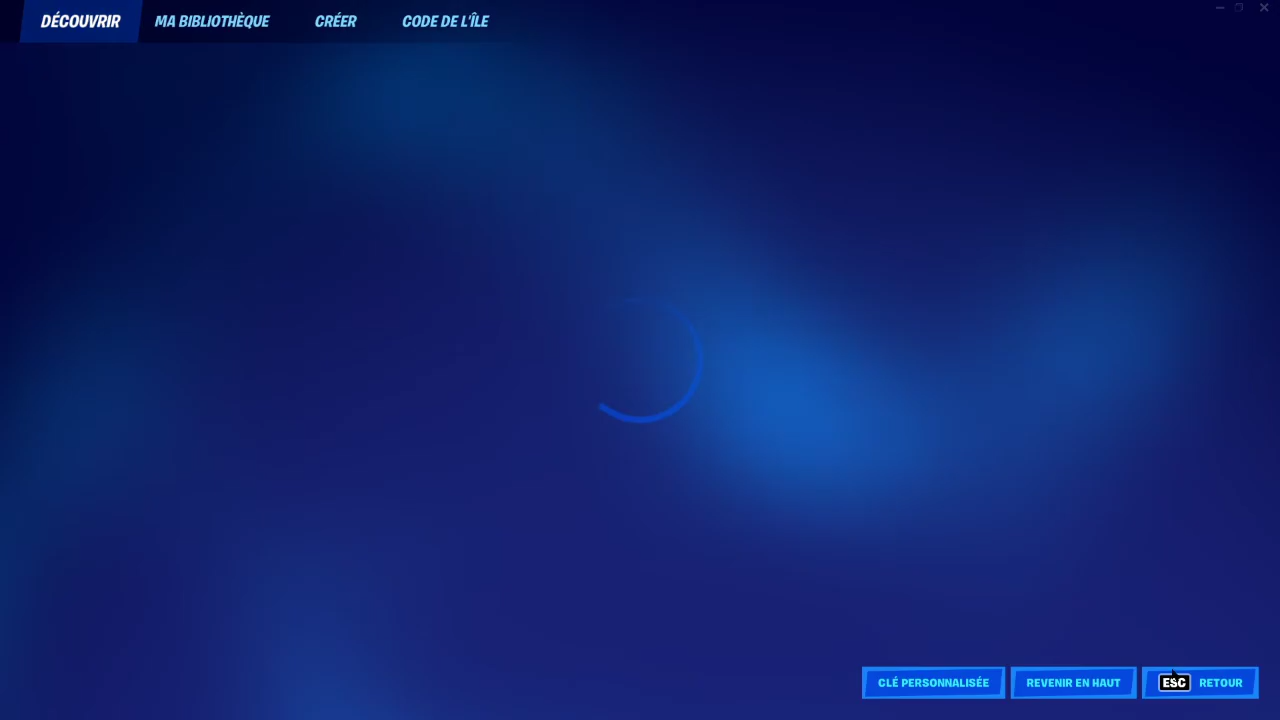 DÉCOUVRIR MA BIBLIOTHÈQUE CRÉER CODE DE L'ÎLE
CLÉ PERSONNALISÉE REVENIR EN HAUT ESC RETOUR